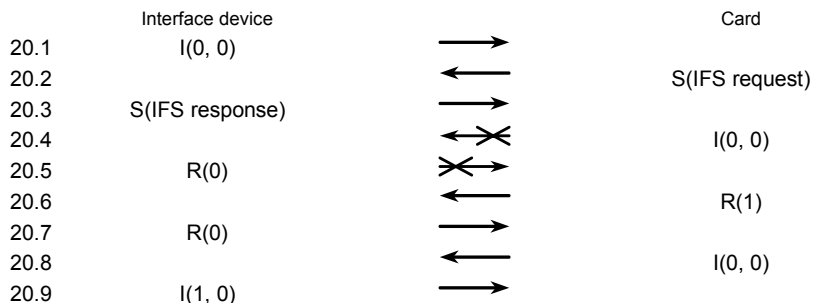 Interface device Card
20.1 I(0, 0)
20.2 S(IFS request)
20.3 S(IFS response)
20.4 I(0, 0)
20.5 R(0)
20.6 R(1)
20.7 R(0)
20.8 I(0, 0)
20.9 I(1, 0)